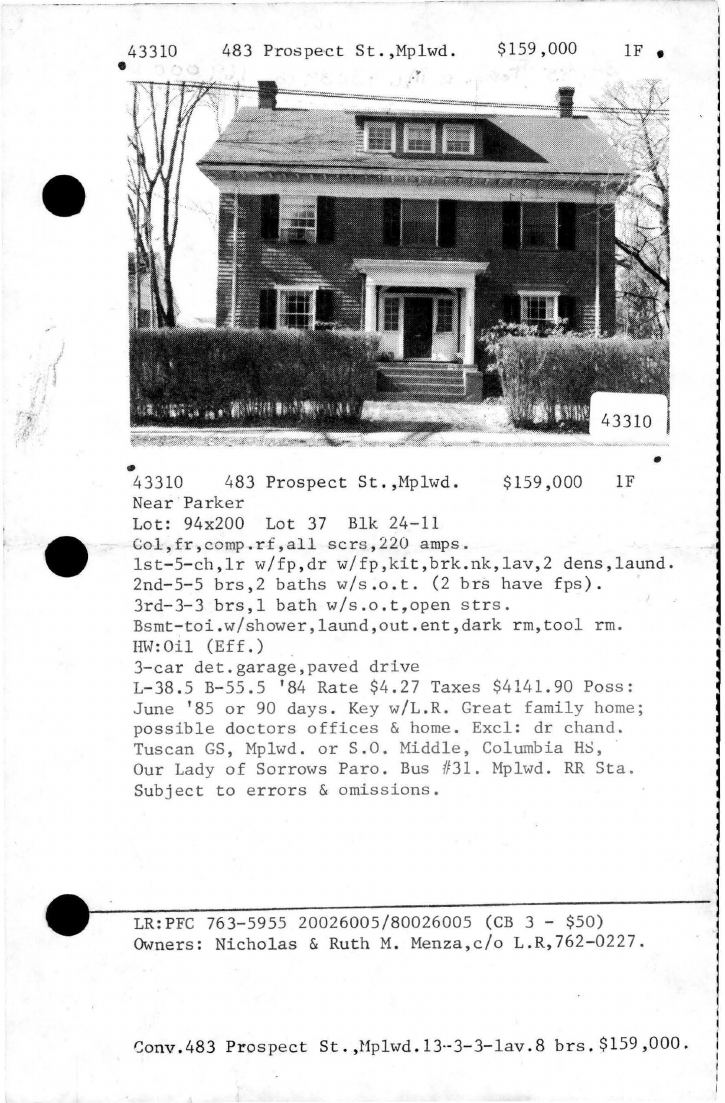 43310 483 Prospect St.,Mplwd. $159,000 1F
43310
43310 483 Prospect St.,Mplwd. $159,000 1F
Near Parker
Lot: 94x200 Lot 37 Blk 24-11
Col,fr,comp.rf,all scrs,220 amps.
1st-5-ch,lr w/fp,dr w/fp,kit,brk.nk,lav,2 dens,laund.
2nd-5-5 brs,2 baths w/s.o.t. (2 brs have fps).
3rd-3-3 brs,1 bath w/s.o.t,open strs.
Bsmt-toi.w/shower,laund,out.ent,dark rm,tool rm.
HW:Oil (Eff.)
3-car det.garage,paved drive
L-38.5 B-55.5 '84 Rate $4.27 Taxes $4141.90 Poss:
June '85 or 90 days. Key w/L.R. Great family home;
possible doctors offices & home. Excl: dr chand.
Tuscan GS, Mplwd. or S.O. Middle, Columbia HS,
Our Lady of Sorrows Paro. Bus #31. Mplwd. RR Sta.
Subject to errors & omissions.
LR:PFC 763-5955 20026005/80026005 (CB 3 - $50)
Owners: Nicholas & Ruth M. Menza,c/o L.R,762-0227.
Conv.483 Prospect St.,Mplwd.13-3-3-lav.8 brs.$159,000.